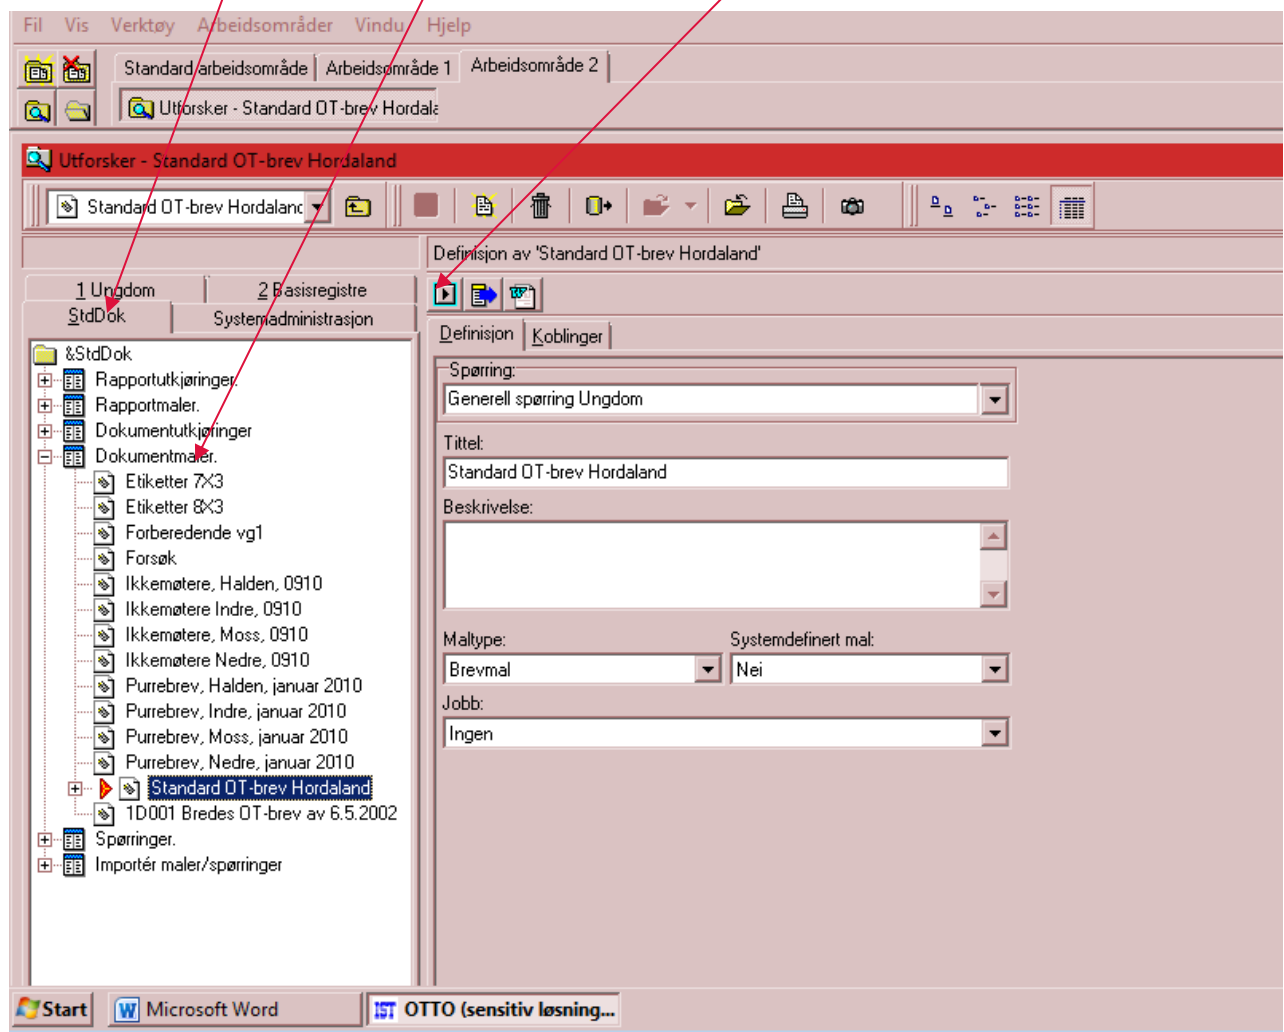 Fil Vis Verktøy Arbeidsområder Vindu Hjelp
Standard arbeidsområde Arbeidsområde 1 Arbeidsområde 2
Utforsker - Standard OT-brev Hordala
Utforsker - Standard OT-brev Hordaland
Standard OT-brev Hordalanc
Definisjon av 'Standard OT-brev Hordaland'
1 Ungdom 2 Basisregistre
StdDok Systemadministrasjon
Definisjon Koblinger
&StdDok
Rapportutkjøringer.
Rapportmaler.
Dokumentutkjøringer
Dokumentmaler.
Etiketter 7X3
Etiketter 8X3
Forberedende vg1
Forsøk
Ikkemøtere, Halden, 0910
Ikkemøtere Indre, 0910
Ikkemøtere, Moss, 0910
Ikkemøtere Nedre, 0910
Purrebrev, Halden, januar 2010
Purrebrev, Indre, januar 2010
Purrebrev, Moss, januar 2010
Purrebrev, Nedre, januar 2010
Standard OT-brev Hordaland
1D001 Bredes OT-brev av 6.5.2002
Spørringer.
Importér maler/spørringer
Spørring:
Generell spørring Ungdom
Tittel:
Standard OT-brev Hordaland
Beskrivelse:
Maltype: Systemdefinert mal:
Brevmal Nei
Jobb:
Ingen
Start Microsoft Word IST OTTO (sensitiv løsning...